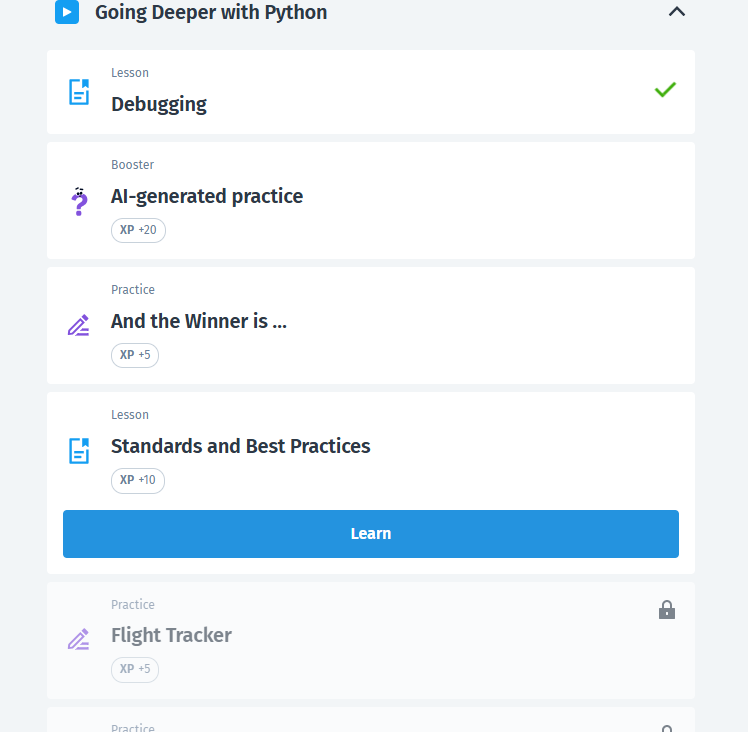 Going Deeper with Python
Lesson
Debugging
Booster
AI-generated practice
XP +20
Practice
And the Winner is ...
XP +5
Lesson
Standards and Best Practices
XP +10
Learn
Practice
Flight Tracker
XP +5
Practice